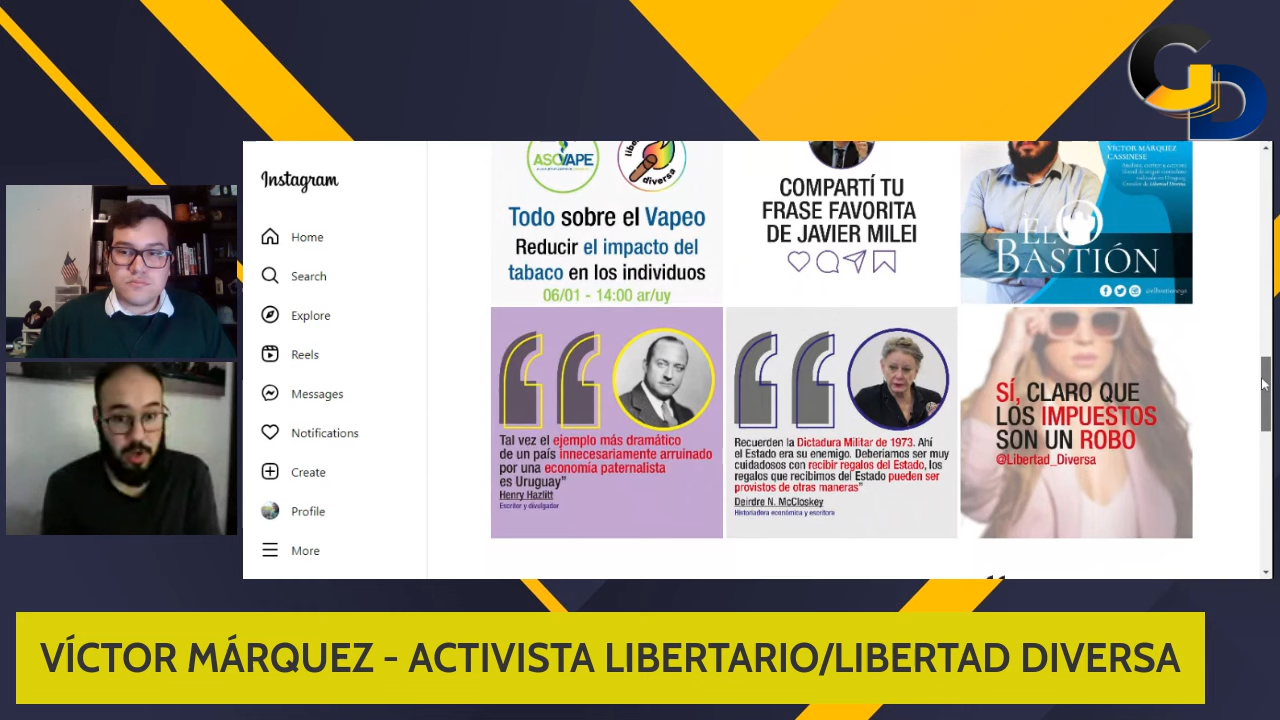 GD
Instagram
Home
Search
Explore
Reels
Messages
Notifications
Create
Profile
More
ASOVAPE
diversa
Todo sobre el Vapeo
Reducir el impacto del
tabaco en los individuos
06/01 - 14:00 ar/uy
COMPARTÍ TU
FRASE FAVORITA
DE JAVIER MILEI
VÍCTOR MÁRQUEZ
EL
BASTIÓN
Tal vez el ejemplo más dramático
de un país innecesariamente arruinado
por una economía paternalista
es Uruguay”
Henry Hazlitt
Escritor y divulgador
Recuerden la Dictadura Militar de 1973. Ahí
el Estado era su enemigo. Deberíamos ser muy
cuidadosos con recibir regalos del Estado, los
regalos que recibimos del Estado pueden ser
provistos de otras maneras”
Deirdre N. McCloskey
Historiadora económica y escritora
SÍ, CLARO QUE
LOS IMPUESTOS
SON UN ROBO
@Libertad_Diversa
VÍCTOR MÁRQUEZ - ACTIVISTA LIBERTARIO/LIBERTAD DIVERSA